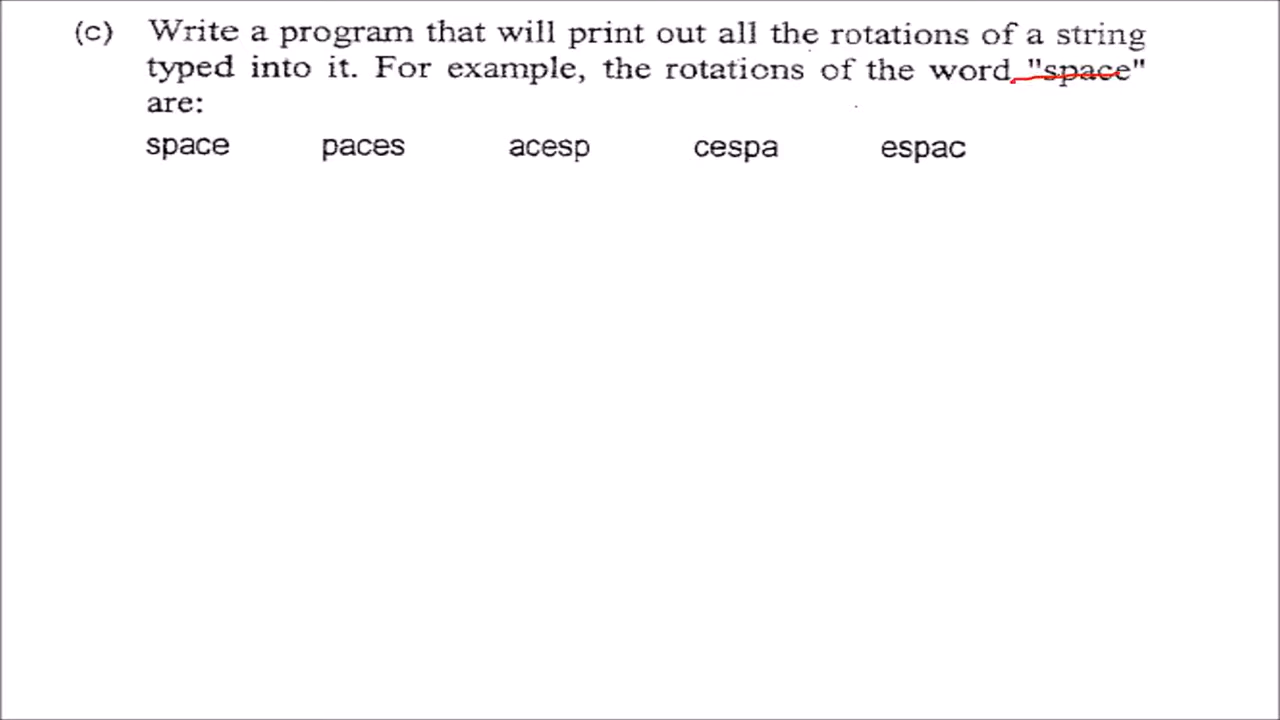 (c) Write a program that will print out all the rotations of a string
typed into it. For example, the rotations of the word "space"
are:
space paces acesp cespa espac